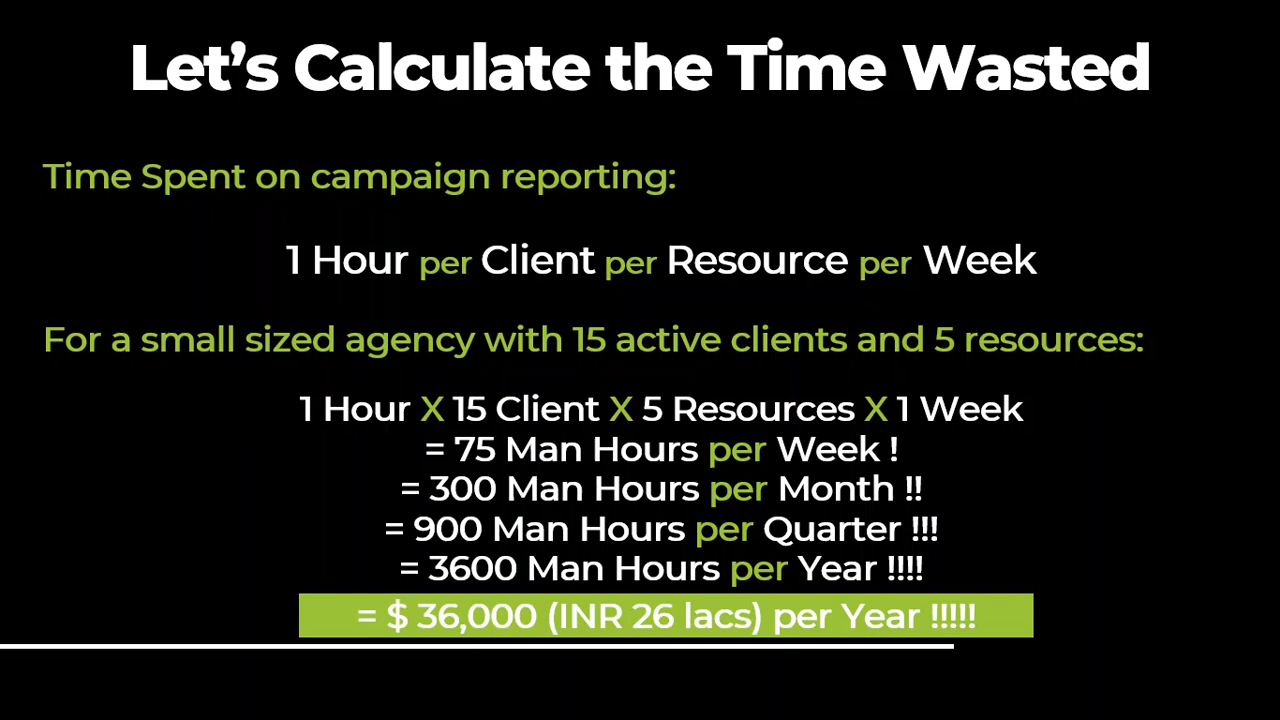 Let's Calculate the Time Wasted
Time Spent on campaign reporting:
1 Hour per Client per Resource per Week
For a small sized agency with 15 active clients and 5 resources:
1 Hour X 15 Client X 5 Resources X 1 Week
= 75 Man Hours per Week !
= 300 Man Hours per Month !!
= 900 Man Hours per Quarter !!!
= 3600 Man Hours per Year !!!!
= $ 36,000 (INR 26 lacs) per Year !!!!!